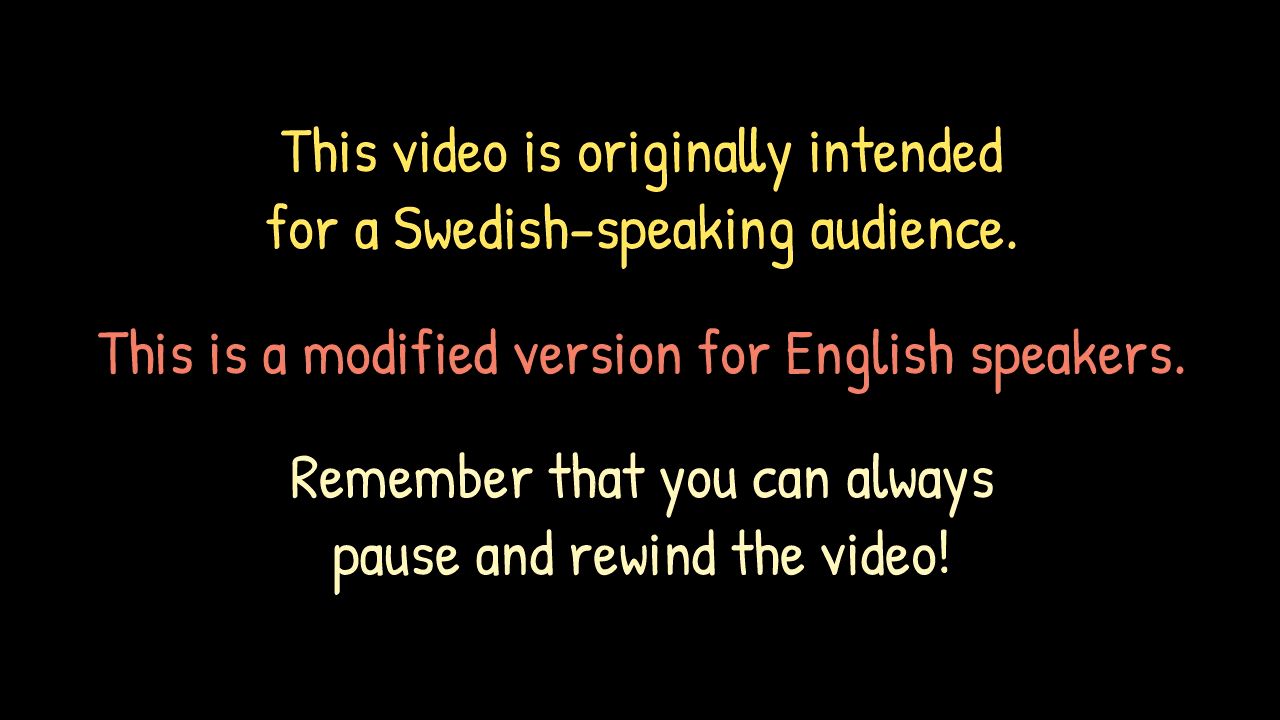 This video is originally intended
for a Swedish-speaking audience.
This is a modified version for English speakers.
Remember that you can always
pause and rewind the video!